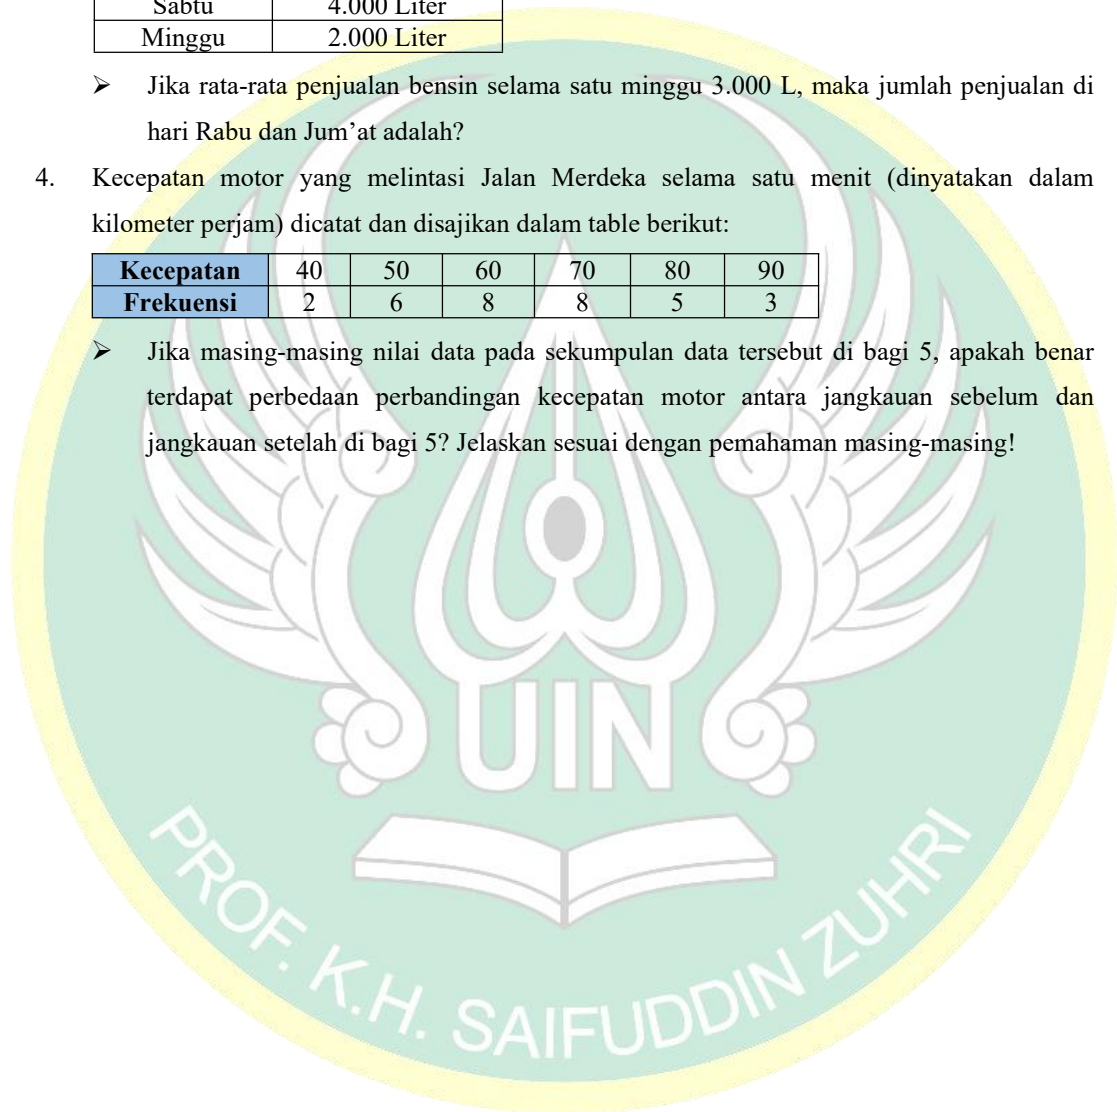 Sabtu 4.000 Liter
Minggu 2.000 Liter
➢ Jika rata-rata penjualan bensin selama satu minggu 3.000 L, maka jumlah penjualan di
hari Rabu dan Jum’at adalah?
4. Kecepatan motor yang melintasi Jalan Merdeka selama satu menit (dinyatakan dalam
kilometer perjam) dicatat dan disajikan dalam table berikut:
Kecepatan 40 50 60 70 80 90
Frekuensi 2 6 8 8 5 3
➢ Jika masing-masing nilai data pada sekumpulan data tersebut di bagi 5, apakah benar
terdapat perbedaan perbandingan kecepatan motor antara jangkauan sebelum dan
jangkauan setelah di bagi 5? Jelaskan sesuai dengan pemahaman masing-masing!
UIN
PROF. K.H. SAIFUDDIN ZUHRI